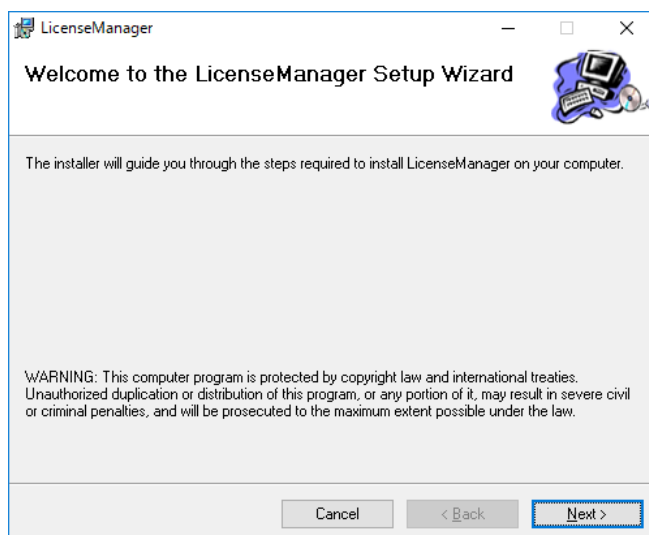 LicenseManager
Welcome to the LicenseManager Setup Wizard
The installer will guide you through the steps required to install LicenseManager on your computer.
WARNING: This computer program is protected by copyright law and international treaties.
Unauthorized duplication or distribution of this program, or any portion of it, may result in severe civil
or criminal penalties, and will be prosecuted to the maximum extent possible under the law.
Cancel < Back Next >